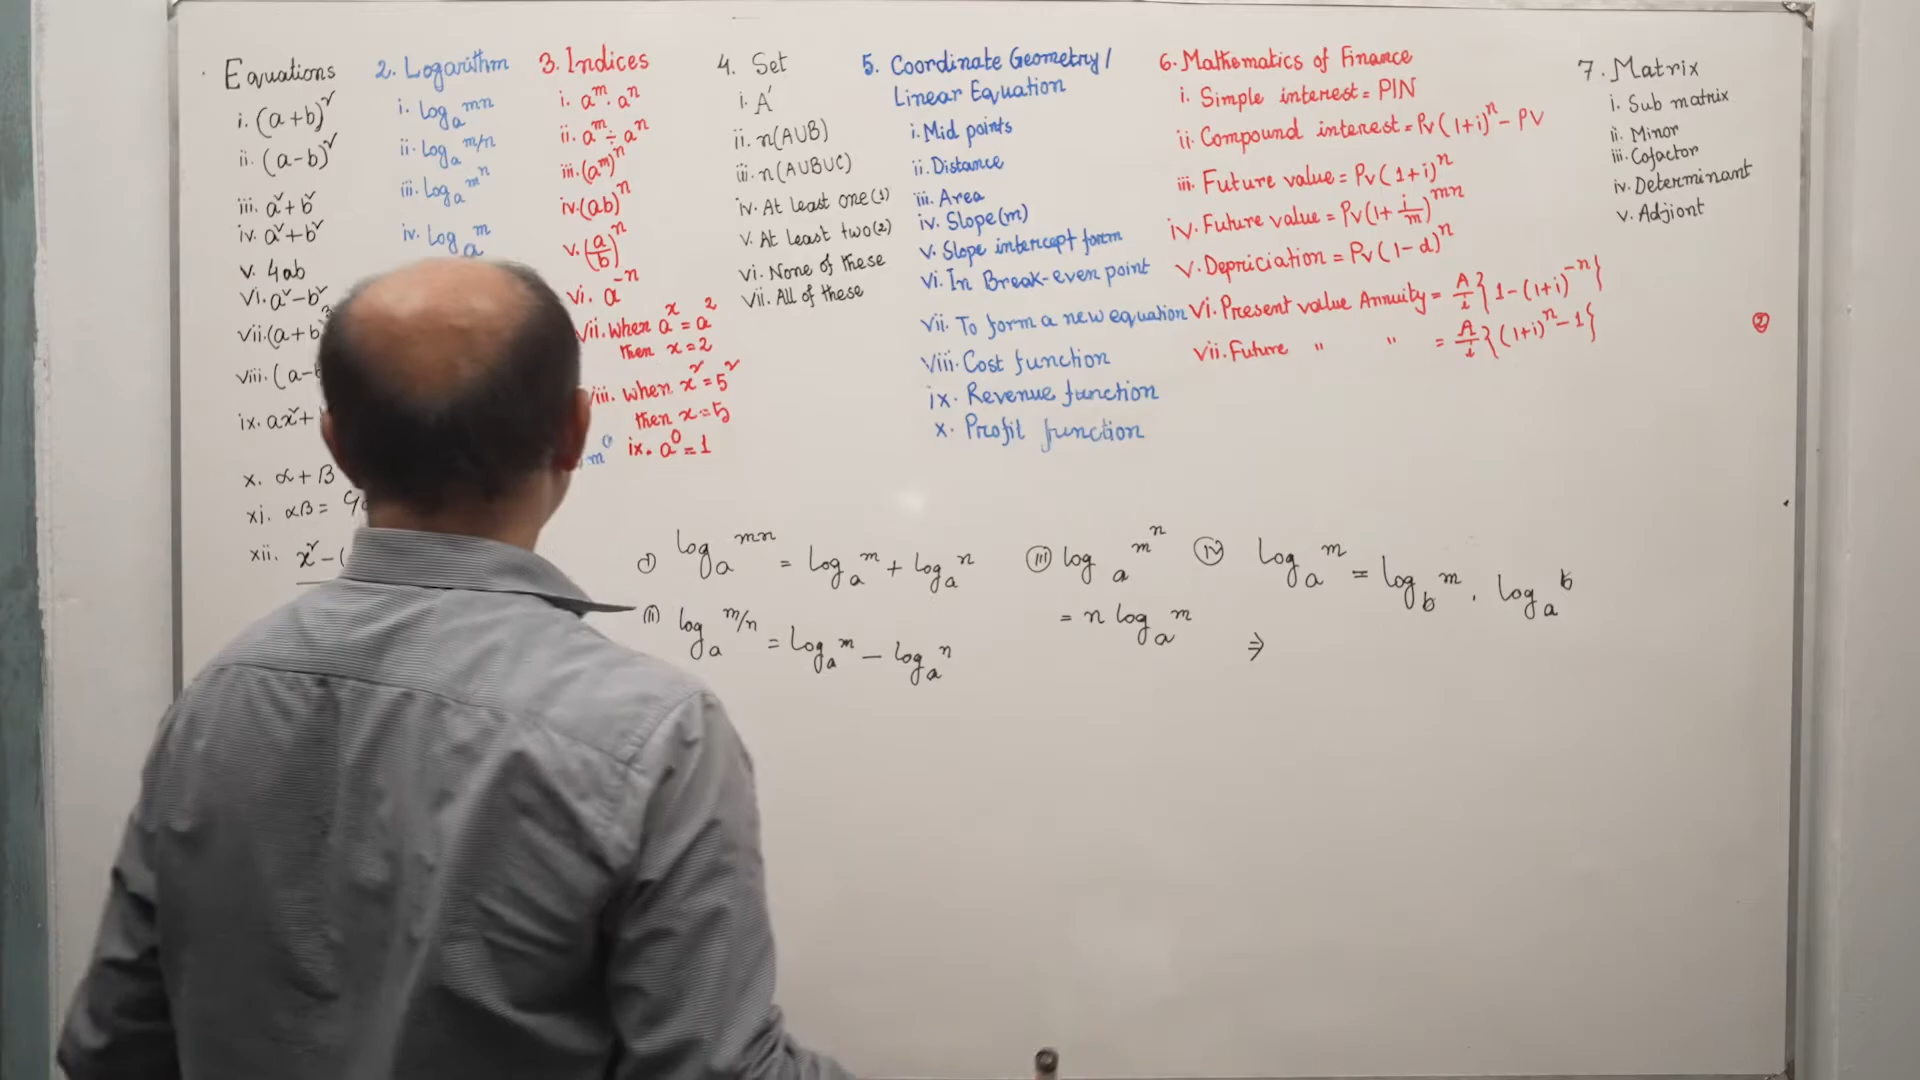 Equations
i. (a+b)²
ii. (a-b)²
iii. a²+b²
iv. a²+b²
v. 4ab
vi. a²-b²
vii. (a+b
viii. (a-b
ix. ax²+
x. α+β
xi. αβ =
xii. x²-(
2. Logarithm
i. log_a^mn
ii. log_a^m/n
iii. log_a^m^n
iv. log_a^m
m^0
3. Indices
i. a^m . a^n
ii. a^m ÷ a^n
iii. (a^m)^n
iv. (ab)^n
v. (a/b)^n
vi. a^-n
vii. when a^x = a^2
then x=2
viii. when x² = 5²
then x=5
ix. a^0 = 1
4. Set
i. A'
ii. n(AUB)
iii. n(AUBUC)
iv. At least one(1)
v. At least two(2)
vi. None of these
vii. All of these
5. Coordinate Geometry/
Linear Equation
i. Mid points
ii. Distance
iii. Area
iv. Slope(m)
v. Slope intercept form
vi. In Break-even point
vii. To form a new equation
viii. Cost function
ix. Revenue function
x. Profit function
6. Mathematics of Finance
i. Simple interest = PIN
ii. Compound interest = Pv(1+i)^n - PV
iii. Future value = Pv(1+i)^n
iv. Future value = Pv(1+i/m)^mn
v. Depriciation = Pv(1-d)^n
vi. Present value Annuity = A/i{1-(1+i)^-n}
vii. Future " " = A/i{(1+i)^n-1}
7. Matrix
i. Sub matrix
ii. Minor
iii. Cofactor
iv. Determinant
v. Adjiont
i) log_a^mn = log_a^m + log_a^n
ii) log_a^m/n = log_a^m - log_a^n
iii) log_a^m^n
= n log_a^m
iv) log_a^m = log_b^m . log_a^b
⇒